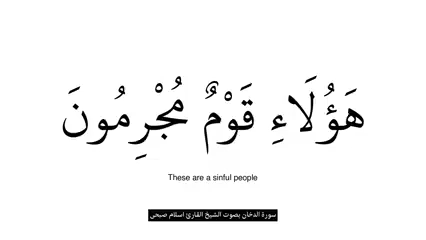 هَؤُلَاءِ قَوْمٌ مُجْرِمُونَ
These are a sinful people
سورة الدخان بصوت الشيخ القارئ اسلام صبحي